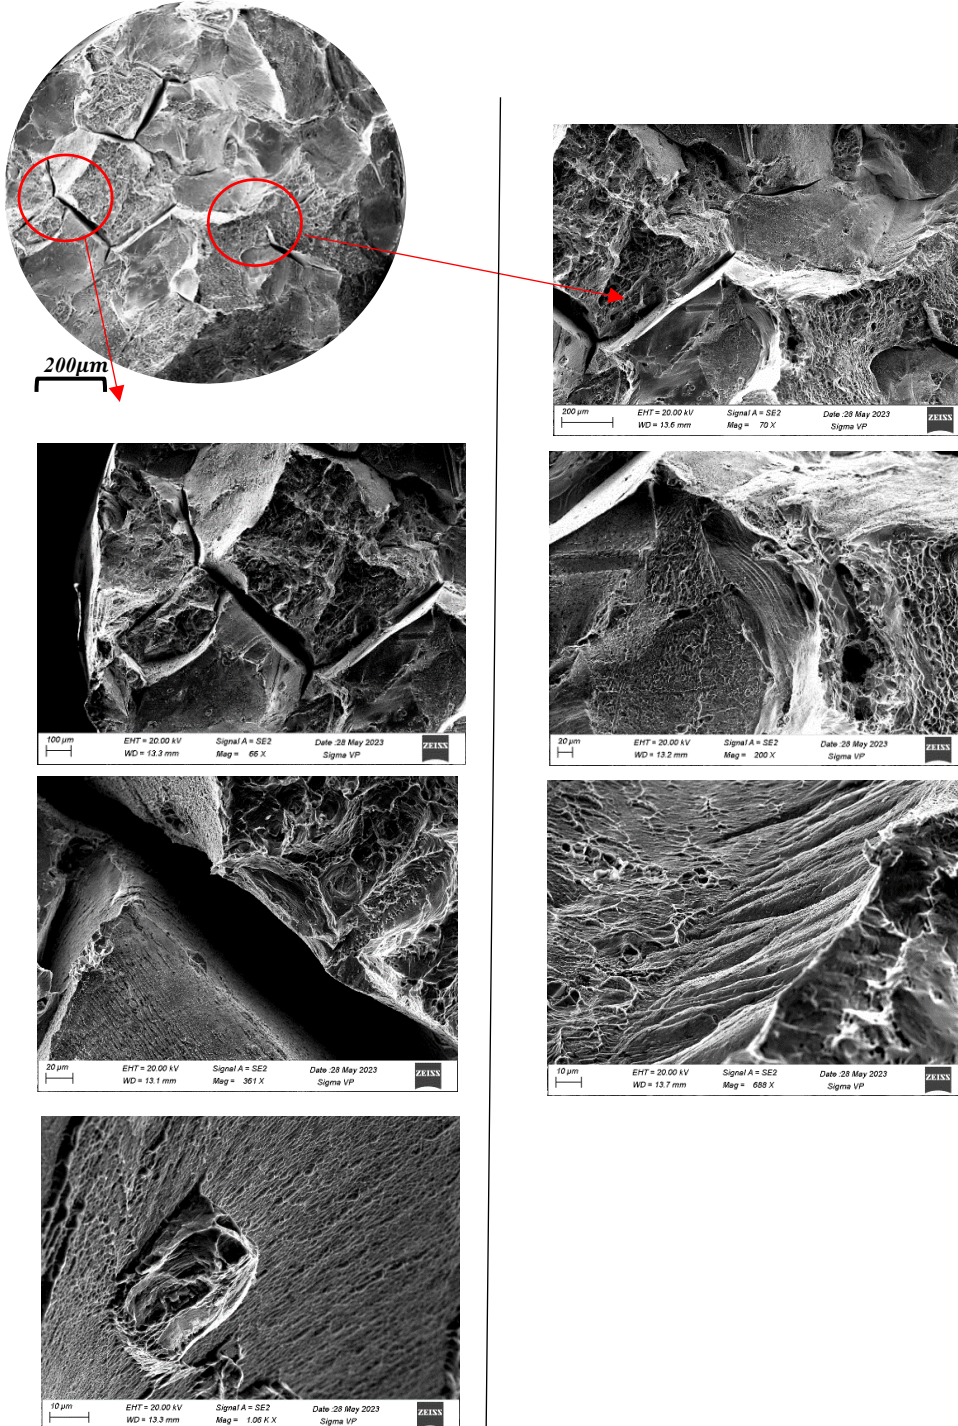 200µm
200 µm EHT = 20.00 kV Signal A = SE2 Date :28 May 2023 ZEISS
WD = 13.6 mm Mag = 70 X Sigma VP
100 µm EHT = 20.00 kV Signal A = SE2 Date :28 May 2023 ZEISS
WD = 13.3 mm Mag = 66 X Sigma VP
20 µm EHT = 20.00 kV Signal A = SE2 Date :28 May 2023 ZEISS
WD = 13.2 mm Mag = 200 X Sigma VP
20 µm EHT = 20.00 kV Signal A = SE2 Date :28 May 2023 ZEISS
WD = 13.1 mm Mag = 361 X Sigma VP
10 µm EHT = 20.00 kV Signal A = SE2 Date :28 May 2023 ZEISS
WD = 13.7 mm Mag = 688 X Sigma VP
10 µm EHT = 20.00 kV Signal A = SE2 Date :28 May 2023 ZEISS
WD = 13.3 mm Mag = 1.06 K X Sigma VP